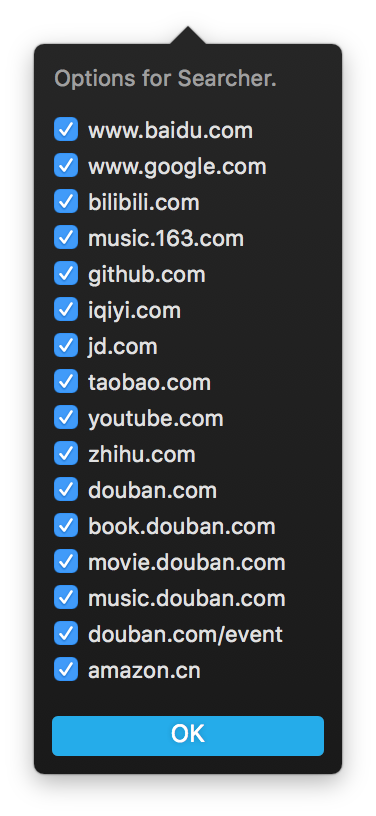 Options for Searcher.
www.baidu.com
www.google.com
bilibili.com
music.163.com
github.com
iqiyi.com
jd.com
taobao.com
youtube.com
zhihu.com
douban.com
book.douban.com
movie.douban.com
music.douban.com
douban.com/event
amazon.cn
OK